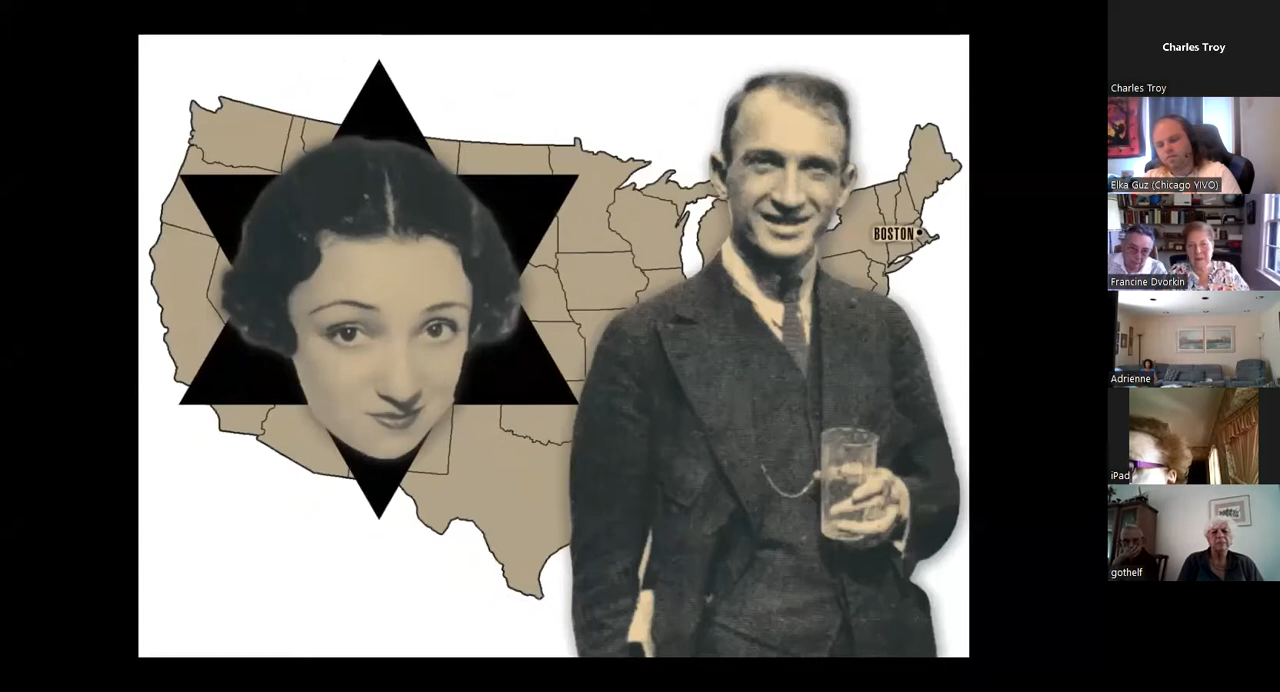 BOSTON
Charles Troy
Charles Troy
Elka Guz (Chicago YIVO)
Francine Dvorkin
Adrienne
iPad
gothelf